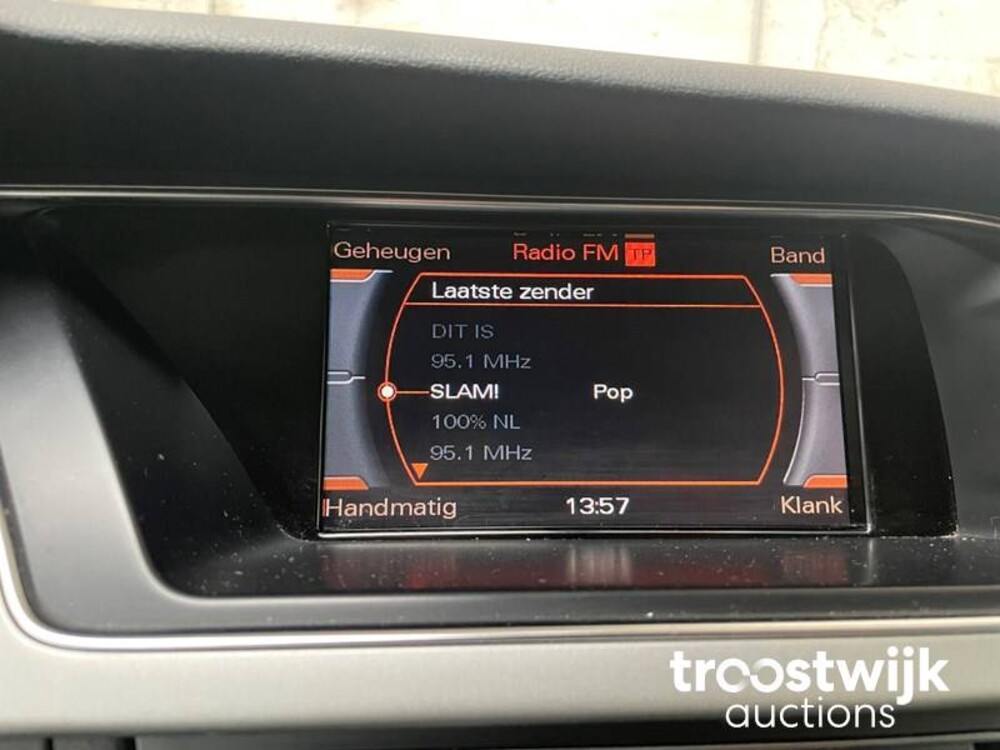 Geheugen Radio FM TP Band
Laatste zender
DIT IS
95.1 MHz
SLAM! Pop
100% NL
95.1 MHz
Handmatig 13:57 Klank
troostwijk
auctions